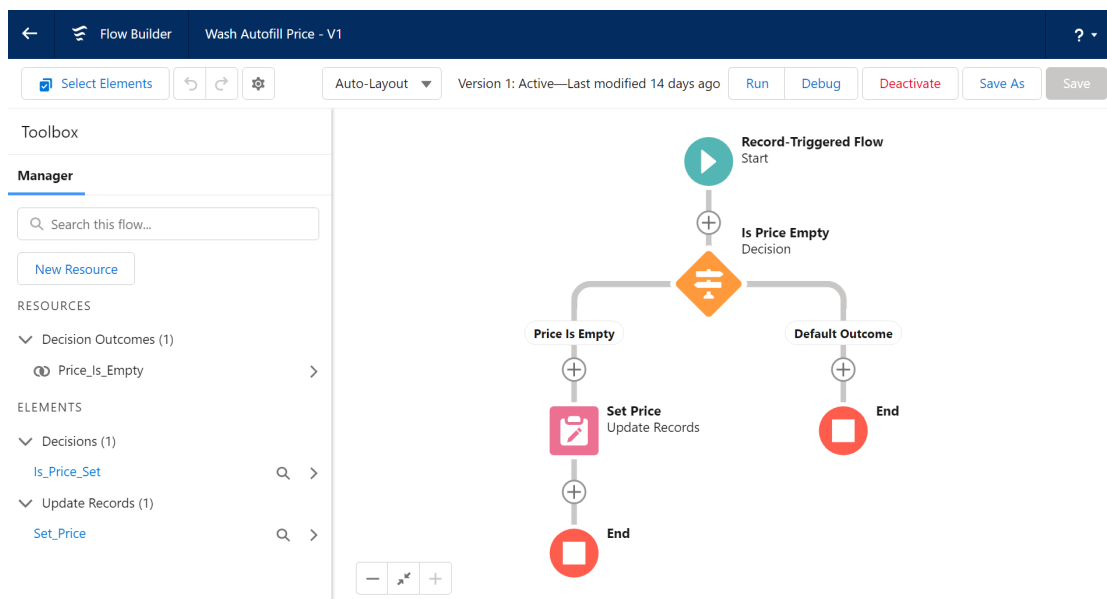 Flow Builder
Wash Autofill Price - V1
?
Select Elements
Auto-Layout
Version 1: Active—Last modified 14 days ago
Run
Debug
Deactivate
Save As
Save
Toolbox
Manager
Search this flow...
New Resource
RESOURCES
Decision Outcomes (1)
Price_Is_Empty
ELEMENTS
Decisions (1)
Is_Price_Set
Update Records (1)
Set_Price
Record-Triggered Flow
Start
Is Price Empty
Decision
Price Is Empty
Default Outcome
Set Price
Update Records
End
End